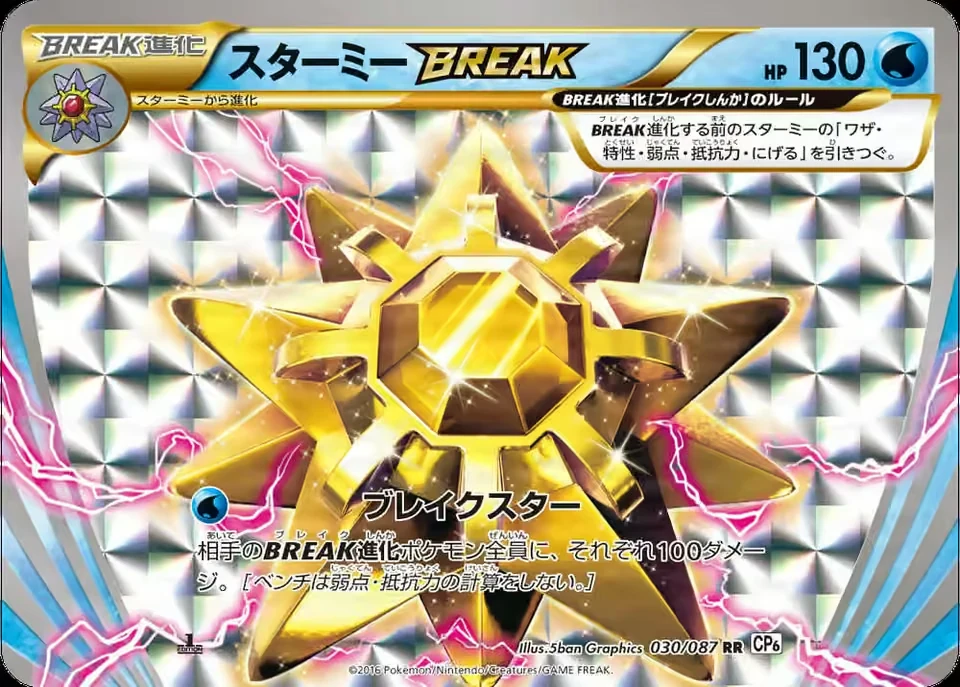 BREAK進化
スターミー BREAK
HP 130
スターミーから進化
BREAK進化[ブレイクしんか]のルール
BREAK進化する前のスターミーの「ワザ・
特性・弱点・抵抗力・にげる」を引きつぐ。
ブレイクスター
相手のBREAK進化ポケモン全員に、それぞれ100ダメー
ジ。[ベンチは弱点・抵抗力の計算をしない。]
1 EDITION
Illus.5ban Graphics 030/087 RR CP6
©2016 Pokémon/Nintendo/Creatures/GAME FREAK.